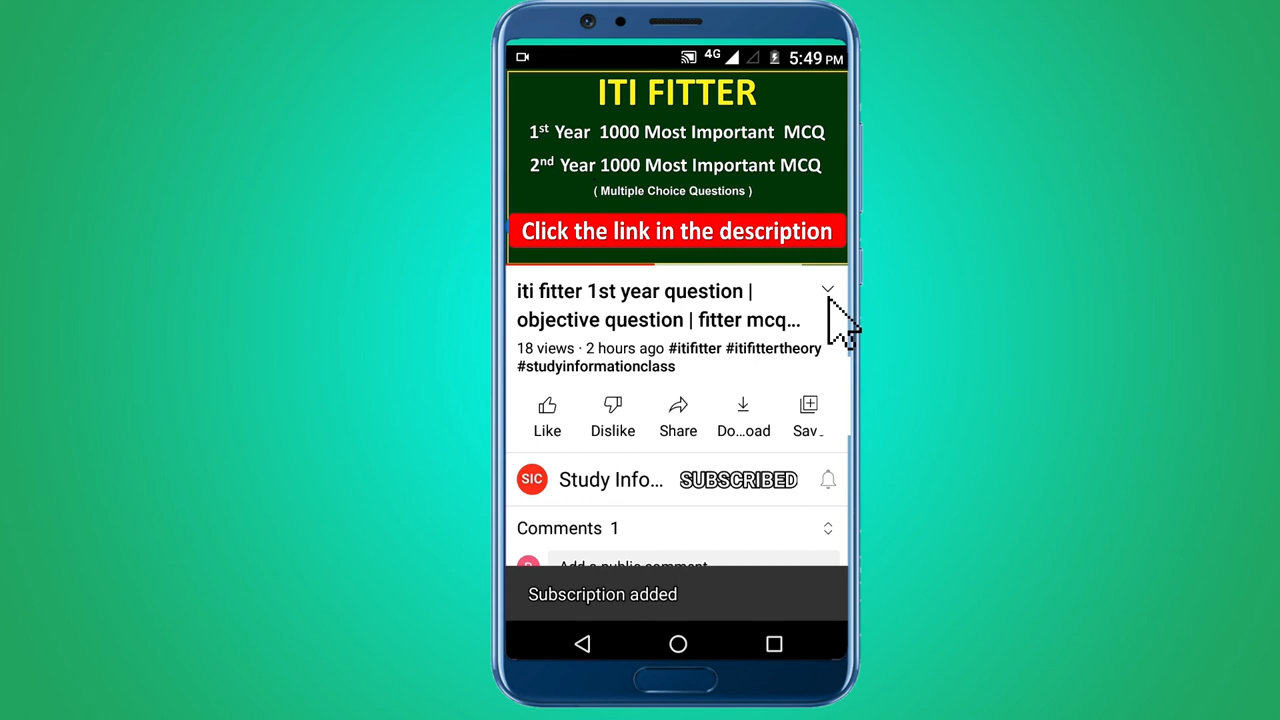 4G 5:49 PM
ITI FITTER
1st Year 1000 Most Important MCQ
2nd Year 1000 Most Important MCQ
( Multiple Choice Questions )
Click the link in the description
iti fitter 1st year question |
objective question | fitter mcq...
18 views · 2 hours ago #itifitter #itifittertheory
#studyinformationclass
Like Dislike Share Do...oad Sav
SIC Study Info... SUBSCRIBED
Comments 1
Add a public comment
Subscription added